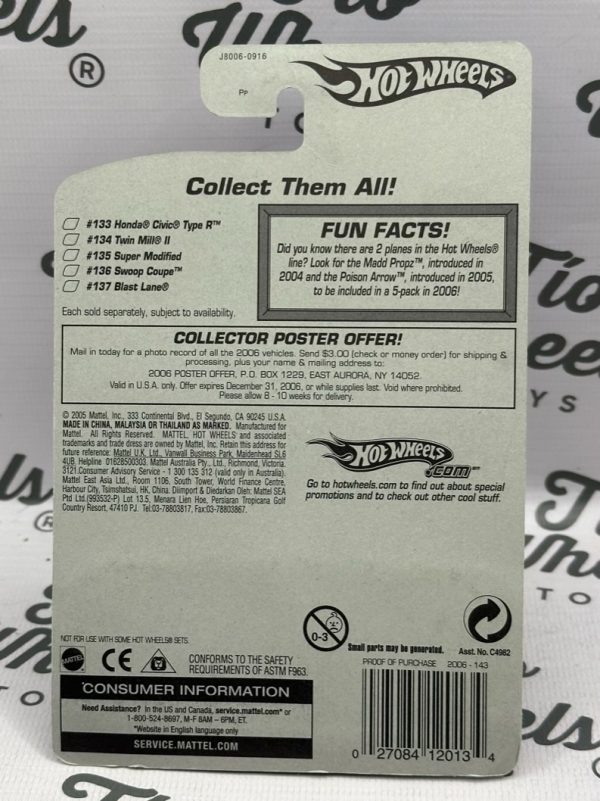 J8006-0916
Pp
HOT WHEELS
Collect Them All!
#133 Honda® Civic® Type R™
#134 Twin Mill® II
#135 Super Modified
#136 Swoop Coupe™
#137 Blast Lane®
Each sold separately, subject to availability.
FUN FACTS!
Did you know there are 2 planes in the Hot Wheels®
line? Look for the Madd Propz™, introduced in
2004 and the Poison Arrow™, introduced in 2005,
to be included in a 5-pack in 2006!
COLLECTOR POSTER OFFER!
Mail in today for a photo record of all the 2006 vehicles. Send $3.00 (check or money order) for shipping &
processing, plus your name & mailing address to:
2006 POSTER OFFER, P.O. BOX 1229, EAST AURORA, NY 14052.
Valid in U.S.A. only. Offer expires December 31, 2006, or while supplies last. Void where prohibited.
Please allow 8 - 10 weeks for delivery.
© 2005 Mattel, Inc., 333 Continental Blvd., El Segundo, CA 90245 U.S.A.
MADE IN CHINA, MALAYSIA OR THAILAND AS MARKED. Manufactured for
Mattel. All Rights Reserved. MATTEL, HOT WHEELS and associated
trademarks and trade dress are owned by Mattel, Inc. Retain this address for
future reference: Mattel U.K. Ltd., Vanwall Business Park, Maidenhead SL6
4UB. Helpline 01628500303. Mattel Australia Pty., Ltd., Richmond, Victoria.
3121.Consumer Advisory Service - 1 300 135 312 (valid only in Australia).
Mattel East Asia Ltd., Room 1106, South Tower, World Finance Centre,
Harbour City, Tsimshatsui, HK, China. Diimport & Diedarkan Oleh: Mattel SEA
Ptd Ltd.(993532-P) Lot 13.5, Menara Lien Hoe, Persiaran Tropicana Golf
Country Resort, 47410 PJ. Tel:03-78803817, Fax:03-78803867.
HOT WHEELS
.COM™
Go to hotwheels.com to find out about special
promotions and to check out other cool stuff.
NOT FOR USE WITH SOME HOT WHEELS® SETS.
MATTEL
CE
CONFORMS TO THE SAFETY
REQUIREMENTS OF ASTM F963.
0-3
Small parts may be generated.
Asst. No. C4982
PROOF OF PURCHASE 2006 - 143
CONSUMER INFORMATION
Need Assistance? In the US and Canada, service.mattel.com* or
1-800-524-8697, M-F 8AM – 6PM, ET.
*Website in English language only
SERVICE.MATTEL.COM
0 27084 12013 4